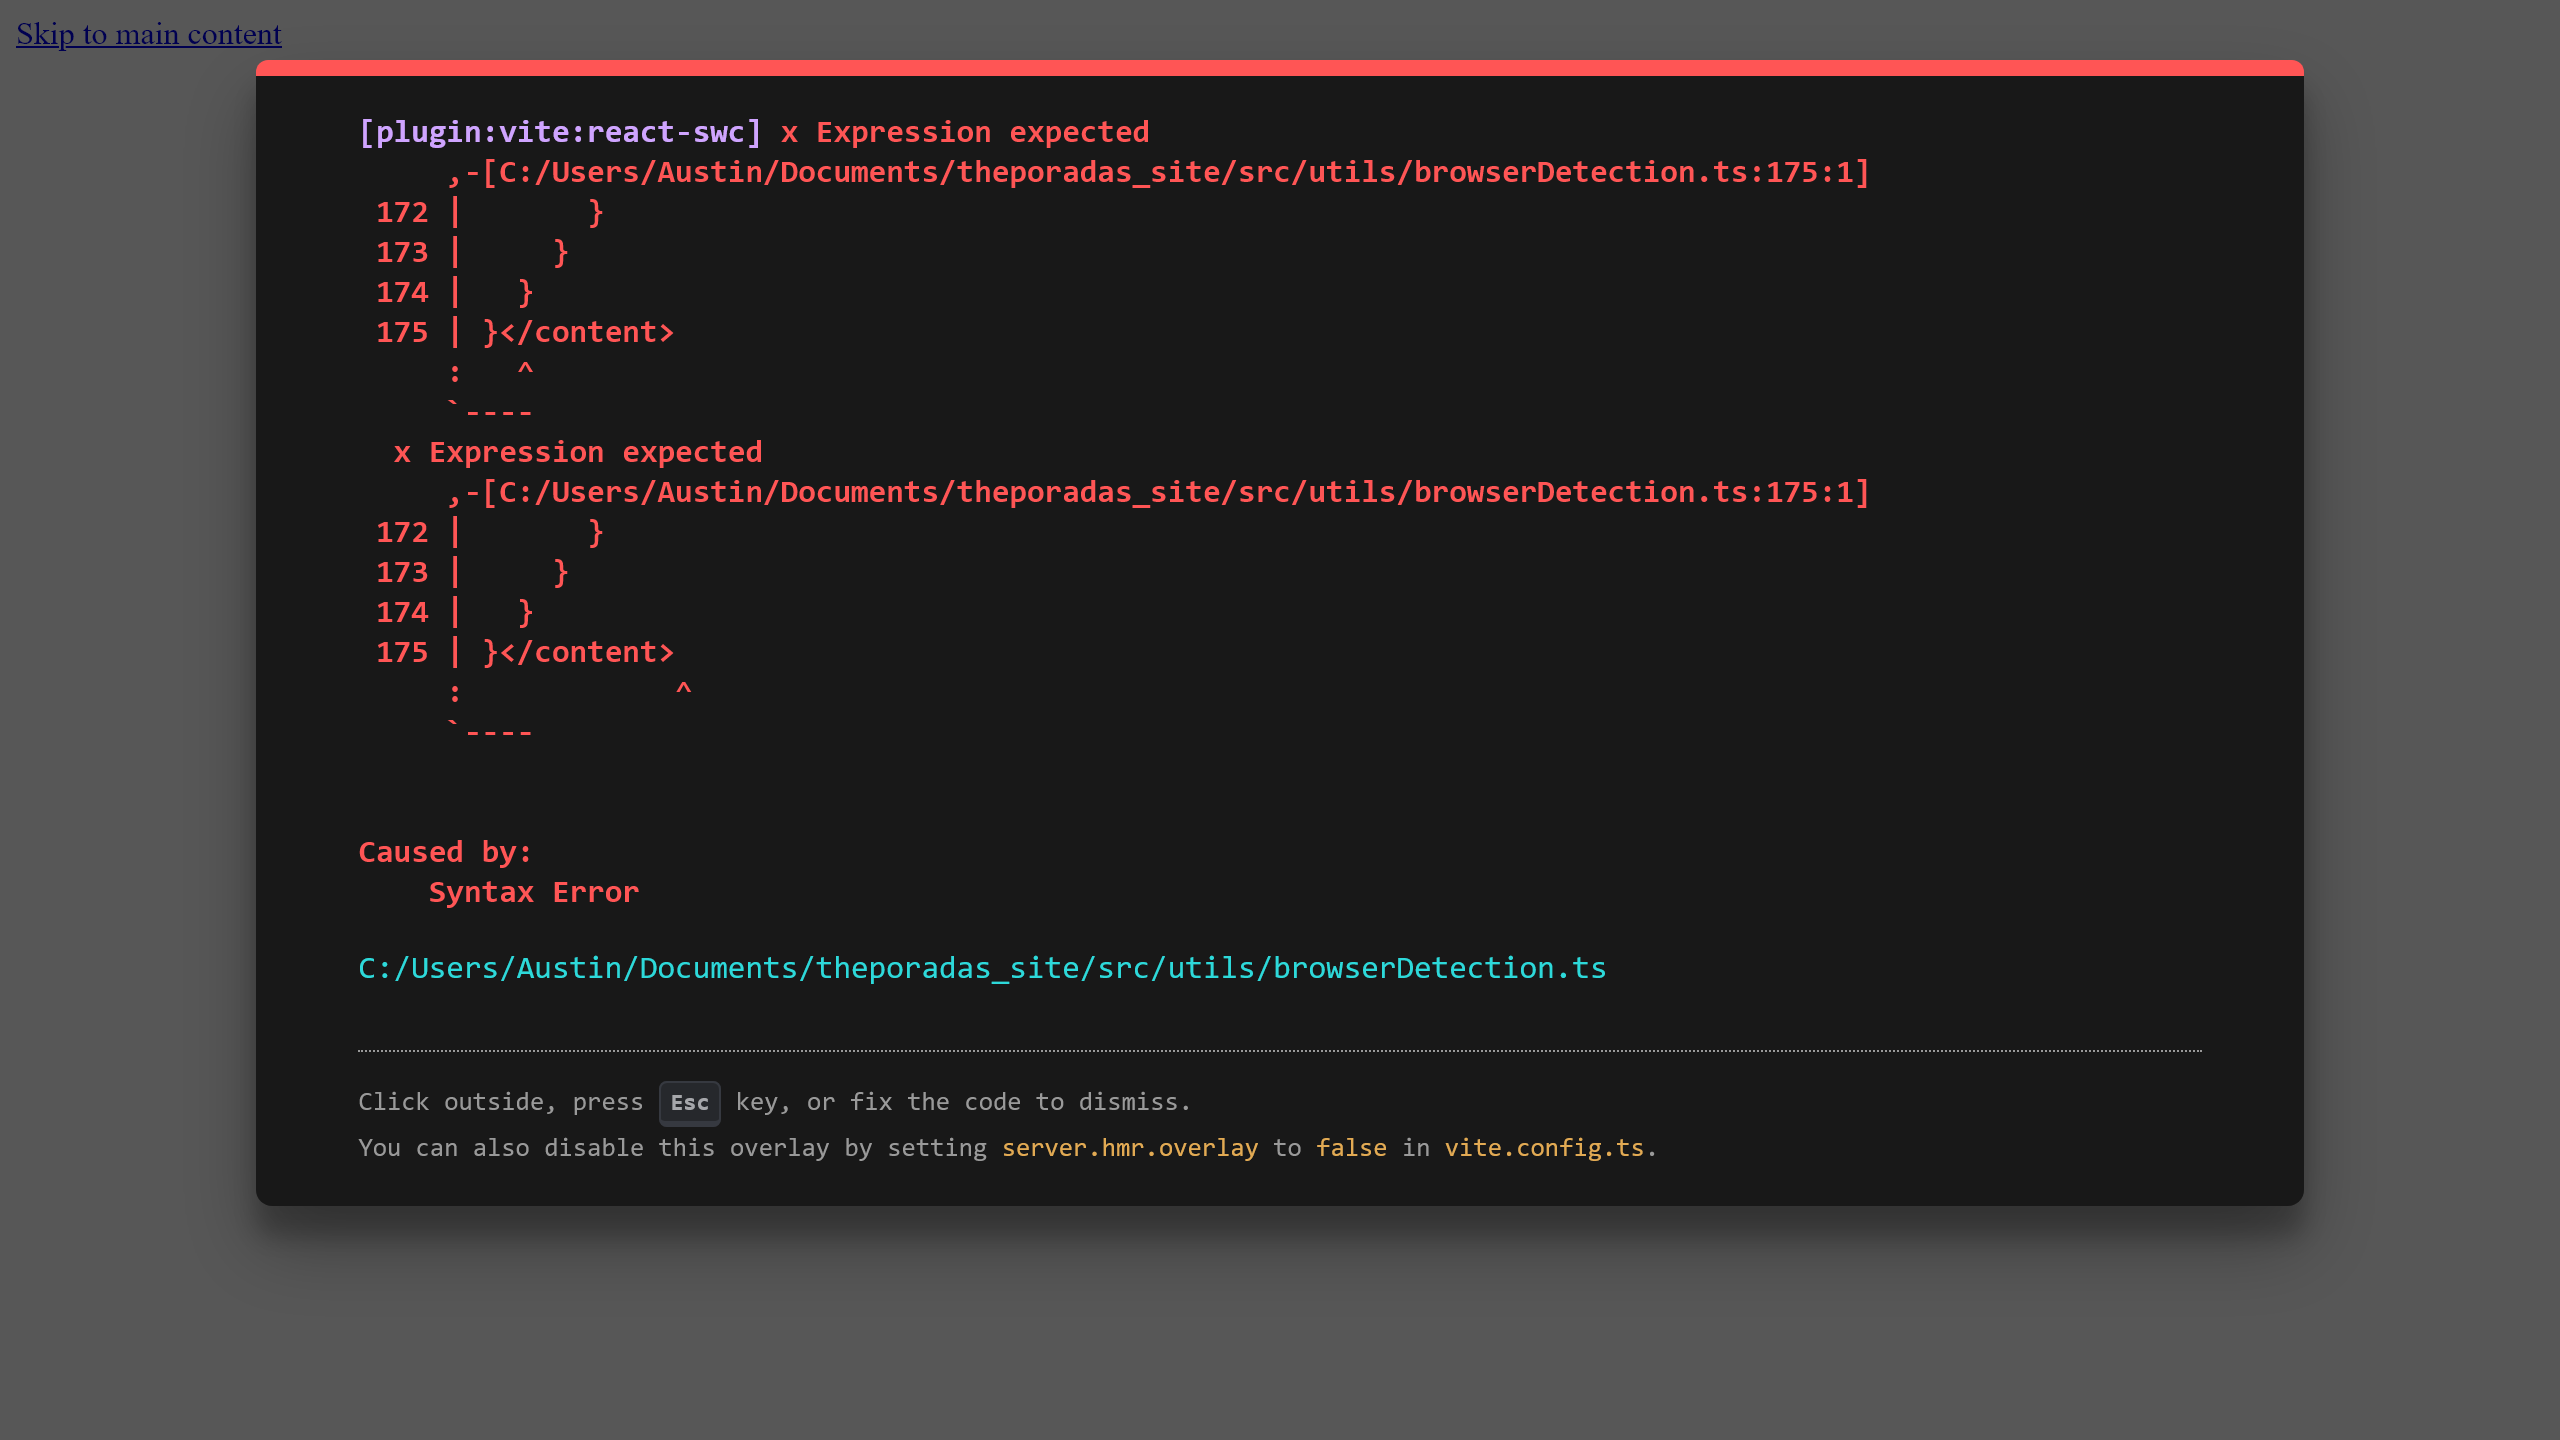 Skip to main content
[plugin:vite:react-swc] x Expression expected
     ,-[C:/Users/Austin/Documents/theporadas_site/src/utils/browserDetection.ts:175:1]
 172 |       }
 173 |     }
 174 |   }
 175 | }</content>
     :   ^
     `----
  x Expression expected
     ,-[C:/Users/Austin/Documents/theporadas_site/src/utils/browserDetection.ts:175:1]
 172 |       }
 173 |     }
 174 |   }
 175 | }</content>
     :            ^
     `----
Caused by:
    Syntax Error
C:/Users/Austin/Documents/theporadas_site/src/utils/browserDetection.ts
Click outside, press Esc key, or fix the code to dismiss.
You can also disable this overlay by setting server.hmr.overlay to false in vite.config.ts.